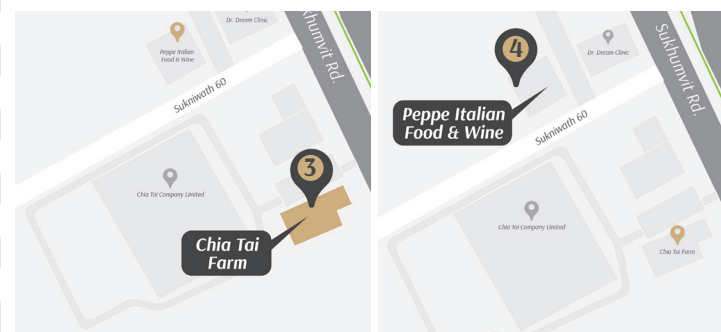 Dr. Dream Clinic
Peppe Italian
Food & Wine
Sukhumvit Rd.
Sukniwath 60
3
Chia Tai Company Limited
Chia Tai
Farm
4
Dr. Dream Clinic
Sukhumvit Rd.
Peppe Italian
Food & Wine
Sukniwath 60
Chia Tai Company Limited
Chia Tai Farm